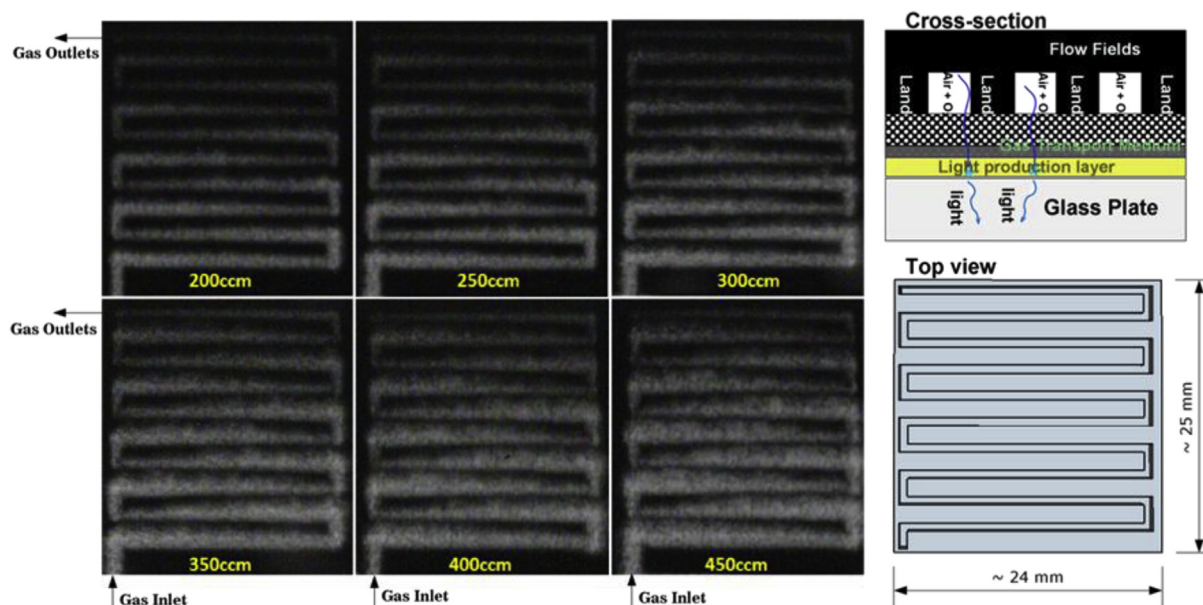 Gas Outlets
200ccm
250ccm
300ccm
Gas Outlets
350ccm
400ccm
450ccm
Gas Inlet
Gas Inlet
Gas Inlet
Cross-section
Flow Fields
Land
Air + O
Land
Air + O
Land
Air + O
Land
Gas Transport Medium
Light production layer
light
light
Glass Plate
Top view
~ 25 mm
~ 24 mm